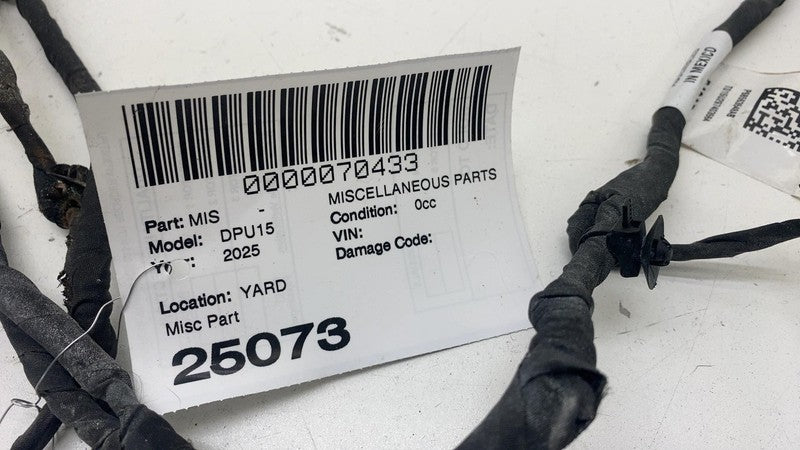 0000070433
MISCELLANEOUS PARTS
Part: MIS -
Condition: 0cc
Model: DPU15
VIN:
2025
Damage Code:
Location: YARD
Misc Part
25073
IN MEXICO